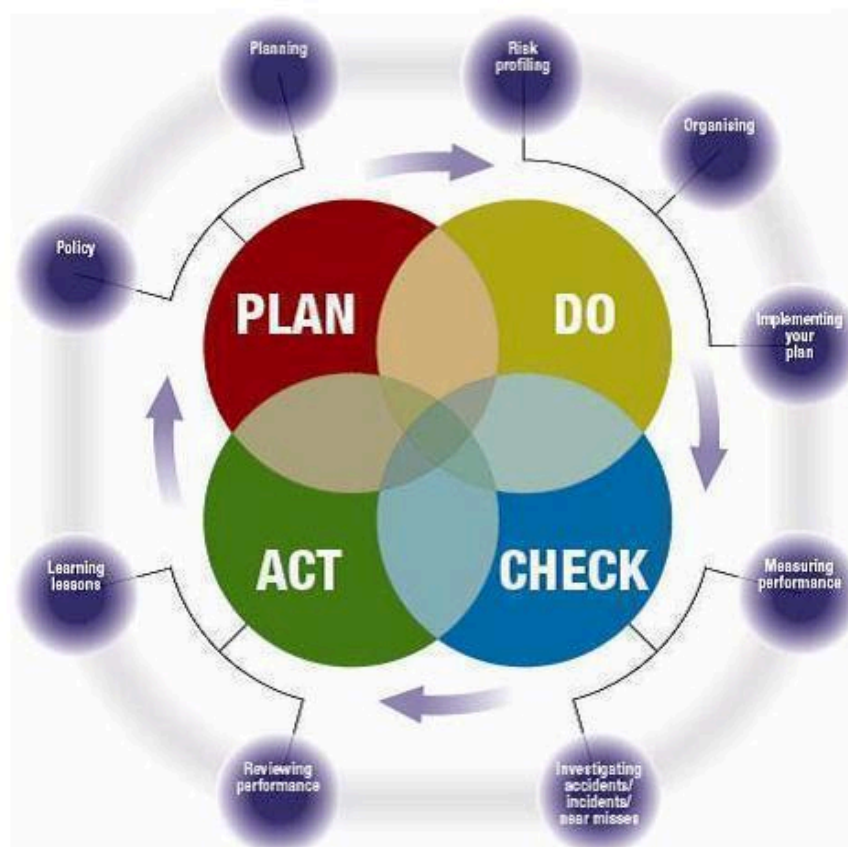 Planning
Risk
profiling
Organising
Policy
PLAN
DO
Implementing
your
plan
ACT
CHECK
Learning
lessons
Measuring
performance
Reviewing
performance
Investigating
accidents/
incidents/
near misses